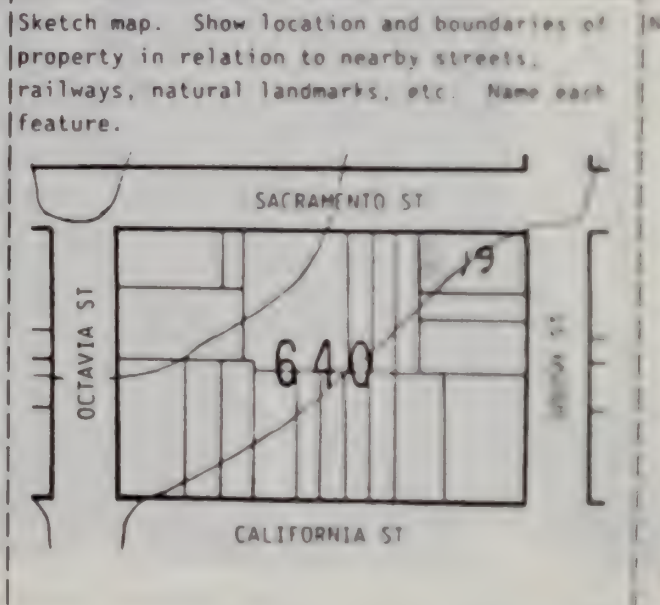 Sketch map. Show location and boundaries of
property in relation to nearby streets,
railways, natural landmarks, etc. Name each
feature.
SACRAMENTO ST
19
OCTAVIA ST
640
ST
CALIFORNIA ST